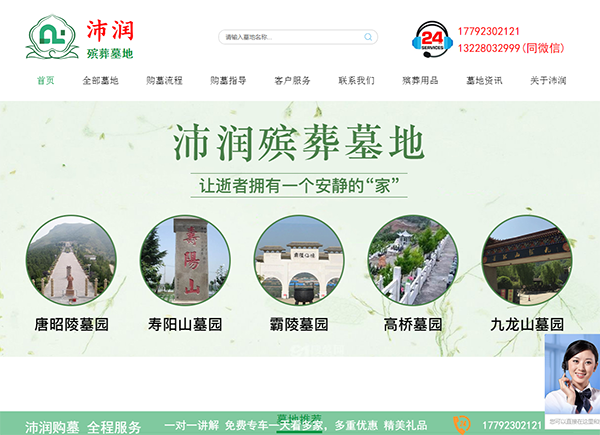 沛润
殡葬墓地
请输入墓地名称...
24
SERVICES
17792302121
13228032999(同微信)
首页 全部墓地 购墓流程 购墓指导 客户服务 联系我们 殡葬用品 墓地资讯 关于沛润
沛润殡葬墓地
让逝者拥有一个安静的“家”
寿陽山
唐昭陵墓园 寿阳山墓园 霸陵墓园 高桥墓园 九龙山墓园
您可以直接在这里和
墓地推荐
沛润购墓 全程服务 一对一讲解 免费专车一天看多家，多重优惠 精美礼品 17792302121